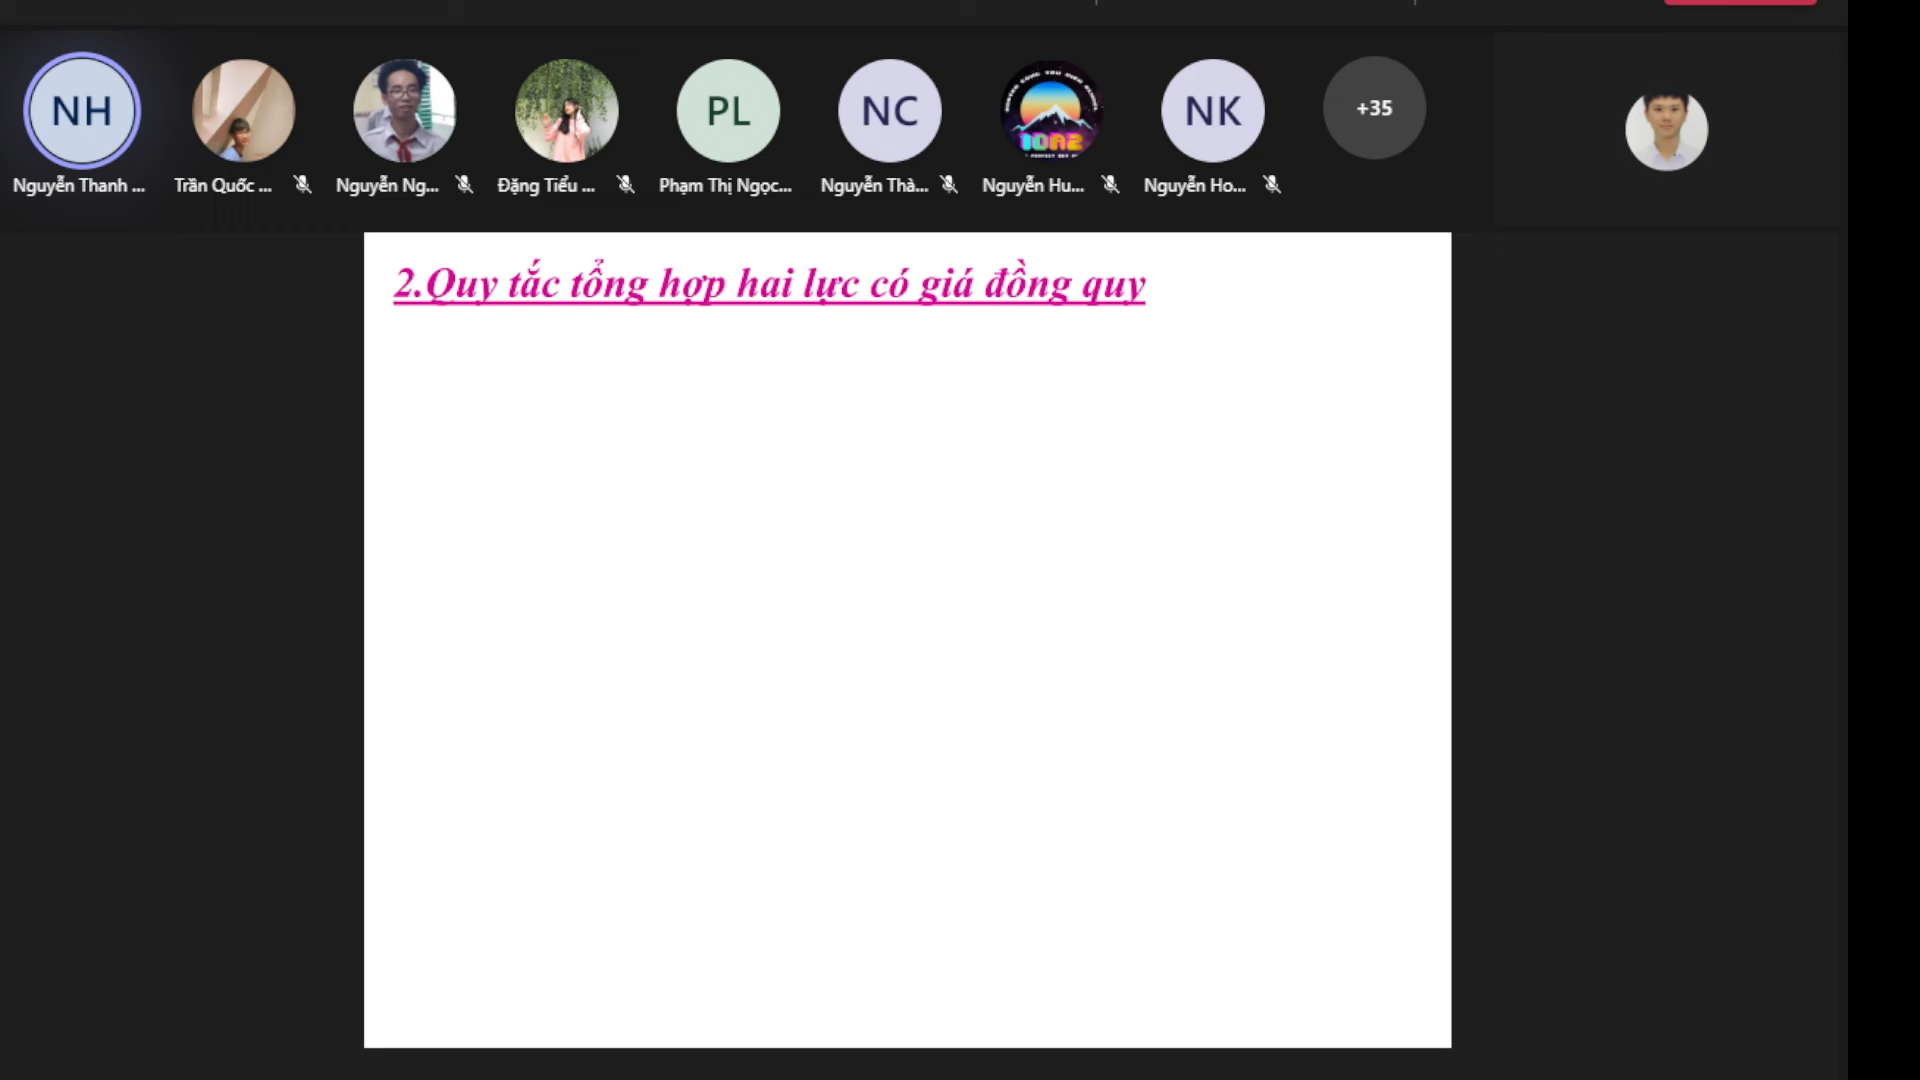 NH PL NC NK +35
10A2
Nguyễn Thanh ... Trần Quốc ... Nguyễn Ng... Đặng Tiểu ... Phạm Thị Ngọc... Nguyễn Thà... Nguyễn Hu... Nguyễn Ho...
2.Quy tắc tổng hợp hai lực có giá đồng quy